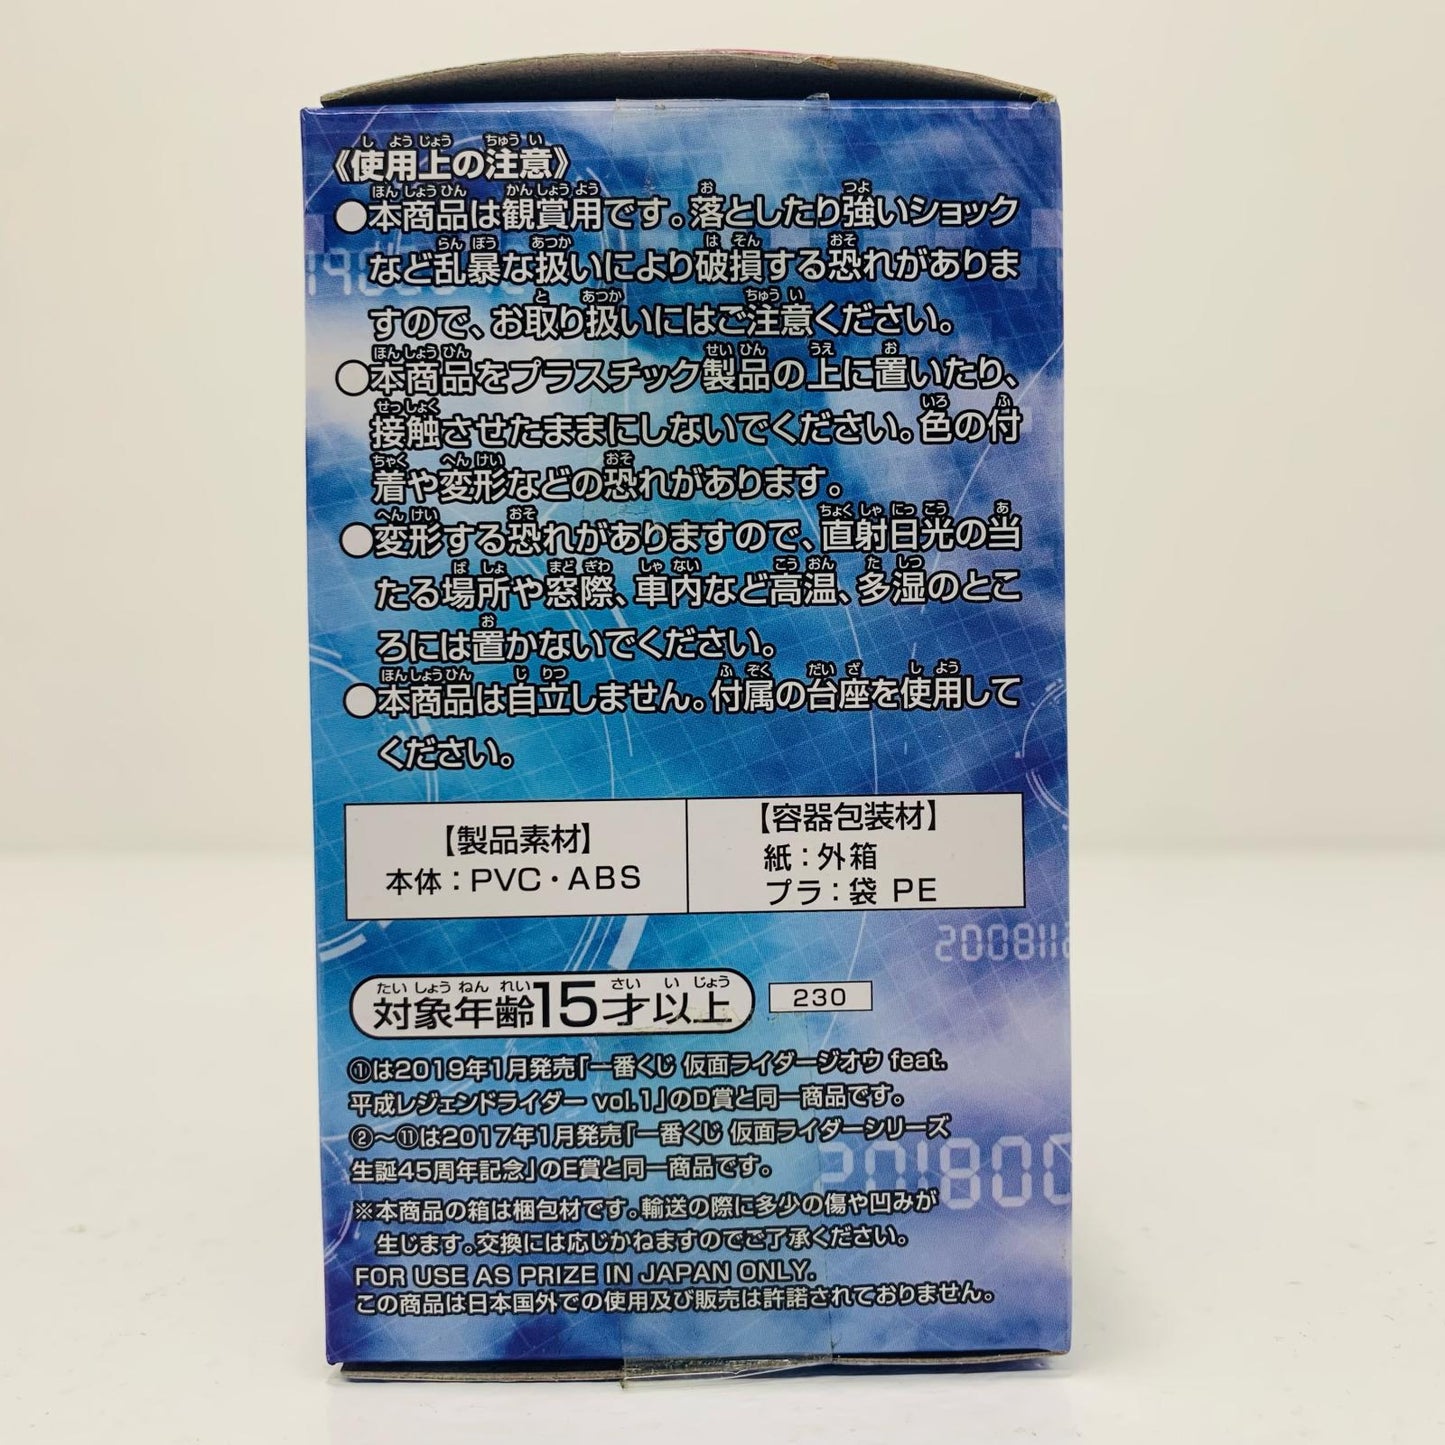 《使用上の注意》
●本商品は観賞用です。落としたり強いショック
など乱暴な扱いにより破損する恐れがありま
すので、お取り扱いにはご注意ください。
●本商品をプラスチック製品の上に置いたり、
接触させたままにしないでください。色の付
着や変形などの恐れがあります。
●変形する恐れがありますので、直射日光の当
たる場所や窓際、車内など高温、多湿のとこ
ろには置かないでください。
●本商品は自立しません。付属の台座を使用して
ください。
【製品素材】
本体：PVC・ABS
【容器包装材】
紙：外箱
プラ：袋 PE
2008112
対象年齢15才以上
230
①は2019年1月発売「一番くじ 仮面ライダージオウ feat.
平成レジェンドライダー vol.1」のD賞と同一商品です。
②～⑪は2017年1月発売「一番くじ 仮面ライダーシリーズ
生誕45周年記念」のE賞と同一商品です。
201800
※本商品の箱は梱包材です。輸送の際に多少の傷や凹みが
生じます。交換には応じかねますのでご了承ください。
FOR USE AS PRIZE IN JAPAN ONLY.
この商品は日本国外での使用及び販売は許諾されておりません。